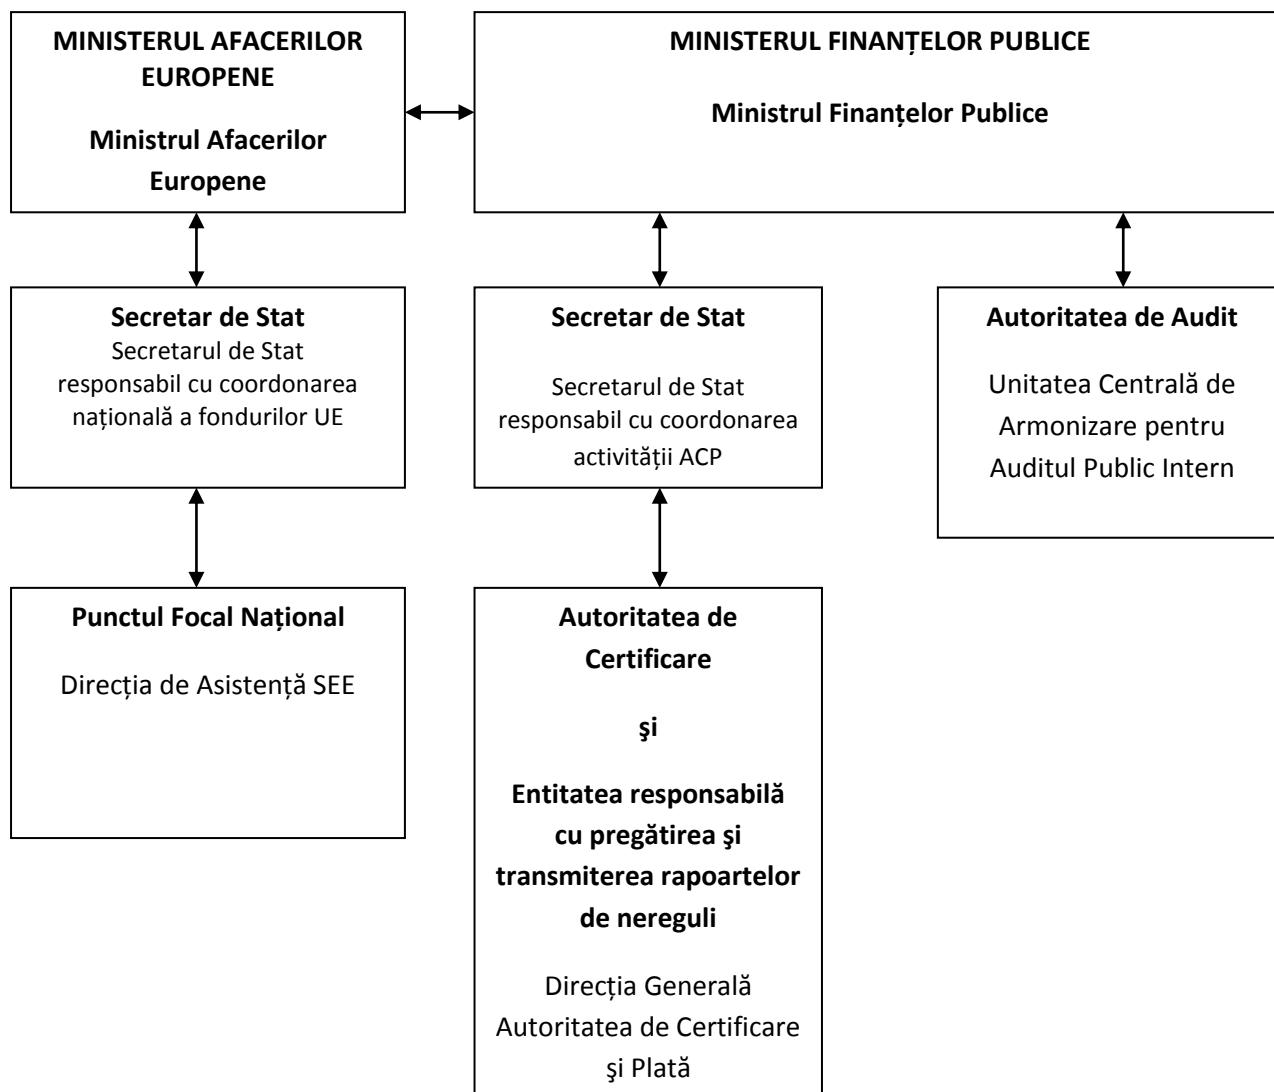 MINISTERUL AFACERILOR
EUROPENE
Ministrul Afacerilor
Europene
MINISTERUL FINANȚELOR PUBLICE
Ministrul Finanțelor Publice
Secretar de Stat
Secretarul de Stat
responsabil cu coordonarea
națională a fondurilor UE
Secretar de Stat
Secretarul de Stat
responsabil cu coordonarea
activității ACP
Autoritatea de Audit
Unitatea Centrală de
Armonizare pentru
Auditul Public Intern
Punctul Focal Național
Direcția de Asistență SEE
Autoritatea de
Certificare
şi
Entitatea responsabilă
cu pregătirea şi
transmiterea rapoartelor
de nereguli
Direcția Generală
Autoritatea de Certificare
şi Plată